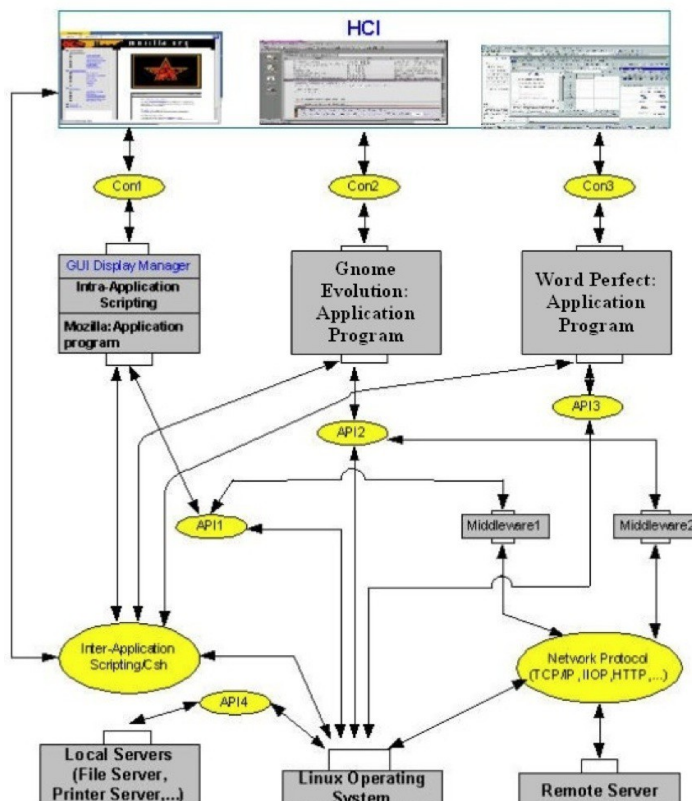 HCI
mozilla.org
Con1
Con2
Con3
GUI Display Manager
Intra-Application
Scripting
Mozilla:Application
program
Gnome
Evolution:
Application
Program
Word Perfect:
Application
Program
API2
API3
API1
Middleware1
Middleware2
Inter-Application
Scripting/Csh
Network Protocol
(TCP/IP,IIOP,HTTP,...)
API4
Local Servers
(File Server,
Printer Server,...)
Linux Operating
System
Remote Server